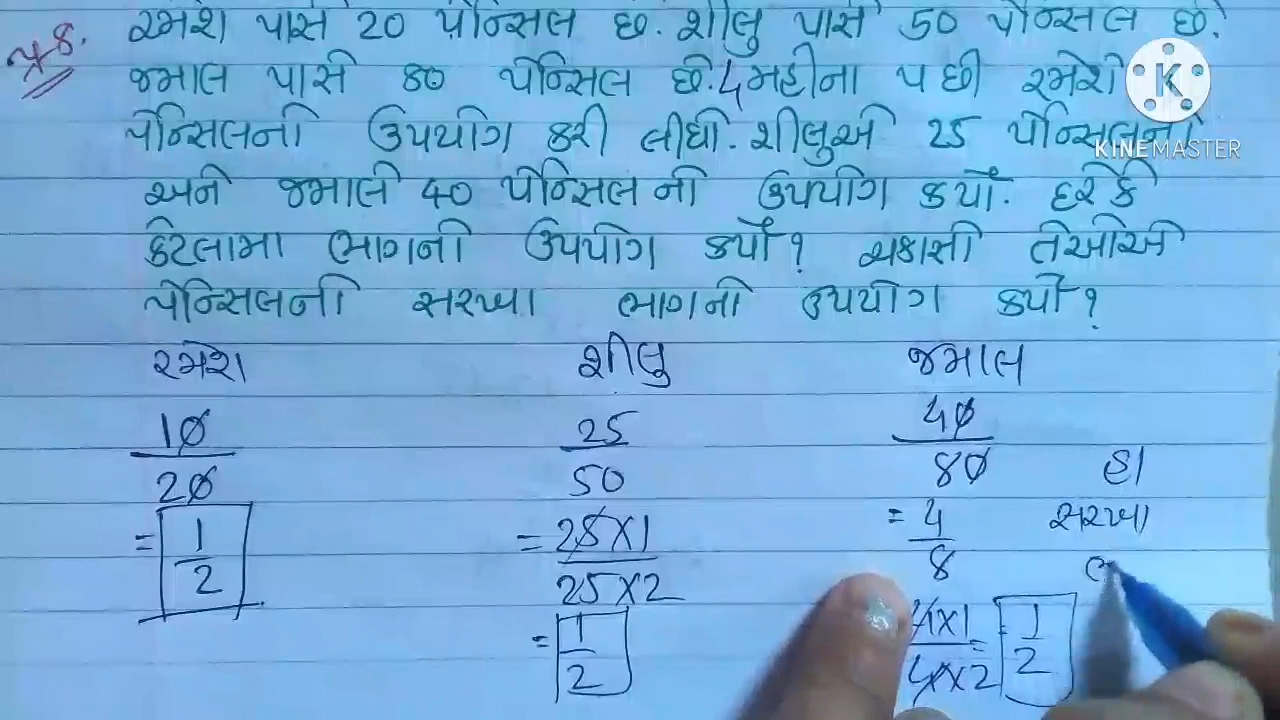 પ્ર 8. રમેશ પાસે 20 પેન્સિલ છે. શીલુ પાસે 50 પેન્સિલ છે.
જમાલ પાસે 80 પેન્સિલ છે. 4 મહીના પછી રમેશે
પેન્સિલનો ઉપયોગ કરી લીધો. શીલુએ 25 પેન્સિલનો
અને જમાલે 40 પેન્સિલ નો ઉપયોગ કર્યો. દરેકે
કેટલામાં ભાગનો ઉપયોગ કર્યો? ચકાસો તેઓએ
પેન્સિલની સરખા ભાગનો ઉપયોગ કર્યો?
રમેશ શીલુ જમાલ
10 25 40
20 50 80 હા
= 1 = 25×1 = 4 સરખા
2 25×2 8
= 1 4×1 = 1
2 4×2 2
K
KINEMASTER